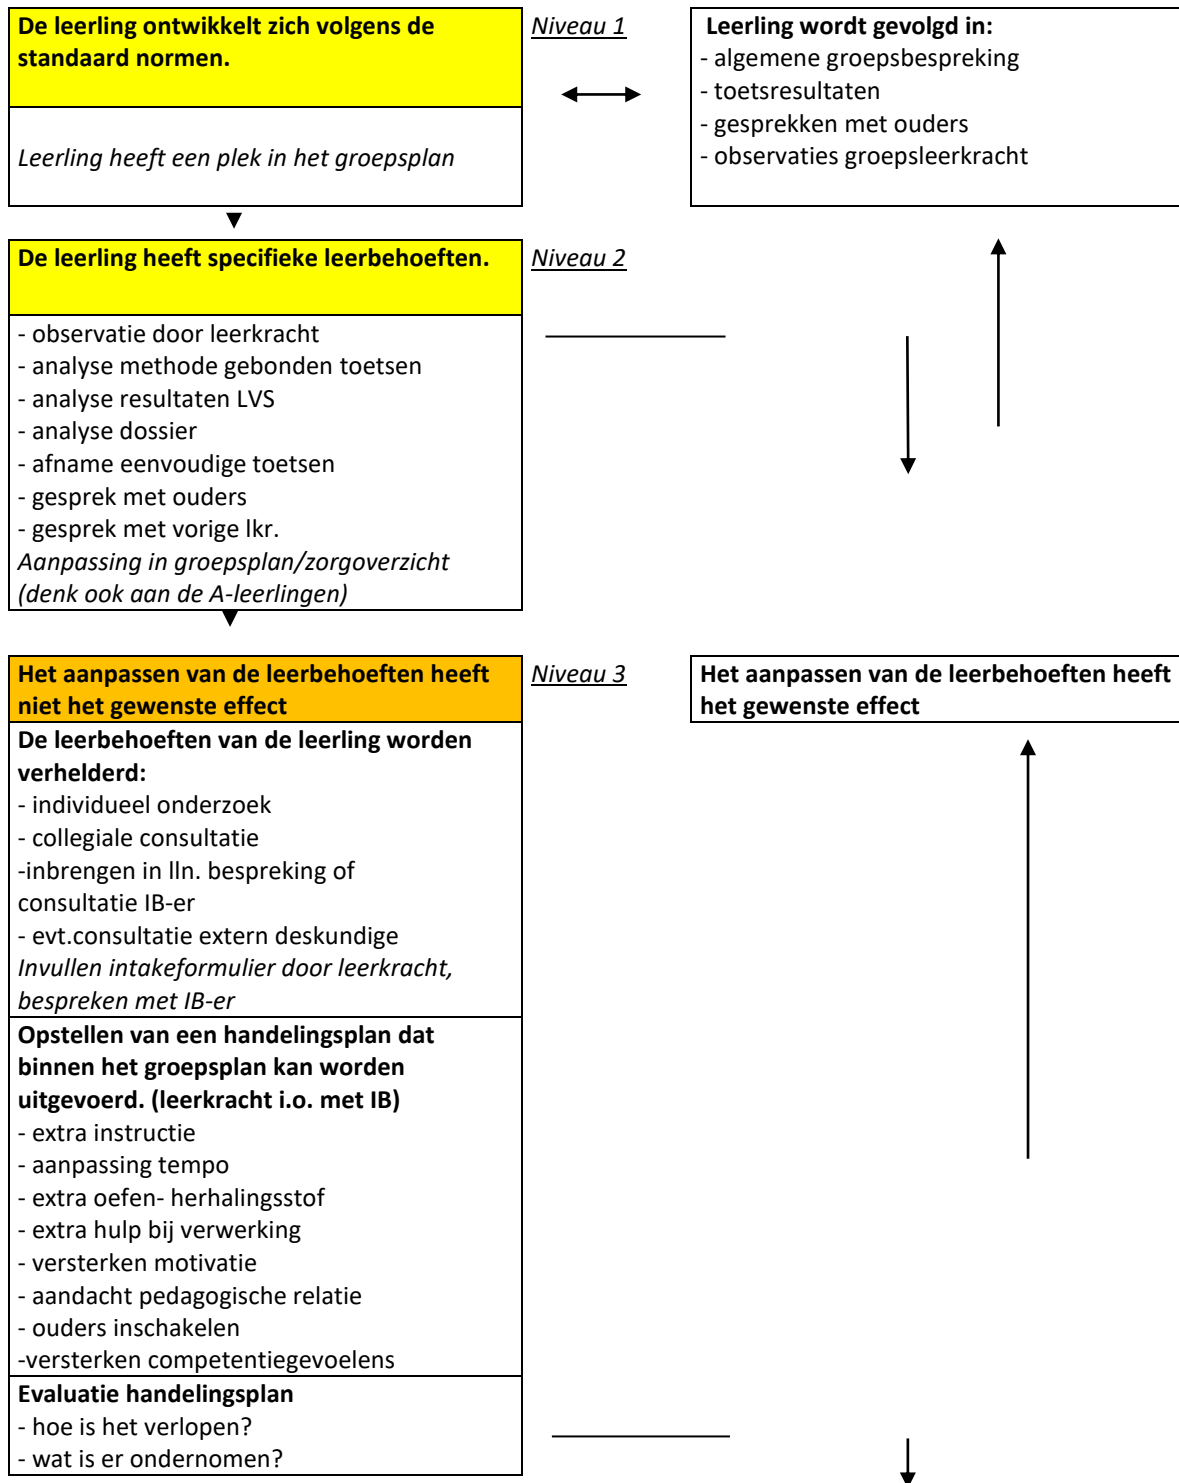 De leerling ontwikkelt zich volgens de
standaard normen.
Leerling heeft een plek in het groepsplan
Niveau 1
Leerling wordt gevolgd in:
- algemene groepsbespreking
- toetsresultaten
- gesprekken met ouders
- observaties groepsleerkracht
De leerling heeft specifieke leerbehoeften.
Niveau 2
- observatie door leerkracht
- analyse methode gebonden toetsen
- analyse resultaten LVS
- analyse dossier
- afname eenvoudige toetsen
- gesprek met ouders
- gesprek met vorige lkr.
Aanpassing in groepsplan/zorgoverzicht
(denk ook aan de A-leerlingen)
Het aanpassen van de leerbehoeften heeft
niet het gewenste effect
Niveau 3
Het aanpassen van de leerbehoeften heeft
het gewenste effect
De leerbehoeften van de leerling worden
verhelderd:
- individueel onderzoek
- collegiale consultatie
-inbrengen in lln. bespreking of
consultatie IB-er
- evt.consultatie extern deskundige
Invullen intakeformulier door leerkracht,
bespreken met IB-er
Opstellen van een handelingsplan dat
binnen het groepsplan kan worden
uitgevoerd. (leerkracht i.o. met IB)
- extra instructie
- aanpassing tempo
- extra oefen- herhalingsstof
- extra hulp bij verwerking
- versterken motivatie
- aandacht pedagogische relatie
- ouders inschakelen
-versterken competentiegevoelens
Evaluatie handelingsplan
- hoe is het verlopen?
- wat is er ondernomen?